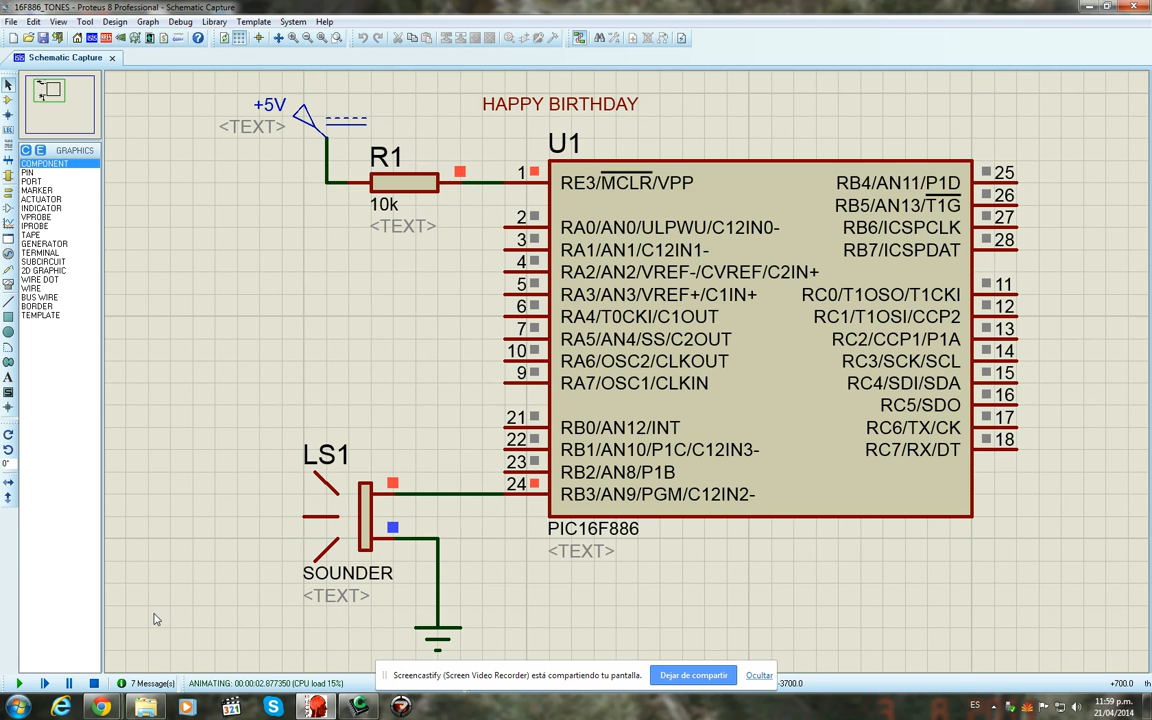 16F886_TONES - Proteus 8 Professional - Schematic Capture
File Edit View Tool Design Graph Debug Library Template System Help
Schematic Capture
GRAPHICS
COMPONENT
PIN
PORT
MARKER
ACTUATOR
INDICATOR
VPROBE
IPROBE
TAPE
GENERATOR
TERMINAL
SUBCIRCUIT
2D GRAPHIC
WIRE DOT
WIRE
BUS WIRE
BORDER
TEMPLATE
HAPPY BIRTHDAY
+5V
<TEXT>
R1
10k
<TEXT>
U1
1 RE3/MCLR/VPP
2 RA0/AN0/ULPWU/C12IN0-
3 RA1/AN1/C12IN1-
4 RA2/AN2/VREF-/CVREF/C2IN+
5 RA3/AN3/VREF+/C1IN+
6 RA4/T0CKI/C1OUT
7 RA5/AN4/SS/C2OUT
10 RA6/OSC2/CLKOUT
9 RA7/OSC1/CLKIN
21 RB0/AN12/INT
22 RB1/AN10/P1C/C12IN3-
23 RB2/AN8/P1B
24 RB3/AN9/PGM/C12IN2-
RB4/AN11/P1D 25
RB5/AN13/T1G 26
RB6/ICSPCLK 27
RB7/ICSPDAT 28
RC0/T1OSO/T1CKI 11
RC1/T1OSI/CCP2 12
RC2/CCP1/P1A 13
RC3/SCK/SCL 14
RC4/SDI/SDA 15
RC5/SDO 16
RC6/TX/CK 17
RC7/RX/DT 18
PIC16F886
<TEXT>
LS1
SOUNDER
<TEXT>
Screencastify (Screen Video Recorder) está compartiendo tu pantalla. Dejar de compartir Ocultar
7 Message(s) ANIMATING: 00:00:02.877350 (CPU load 15%) -3700.0 +700.0 th
ES 11:59 p.m.
21/04/2014